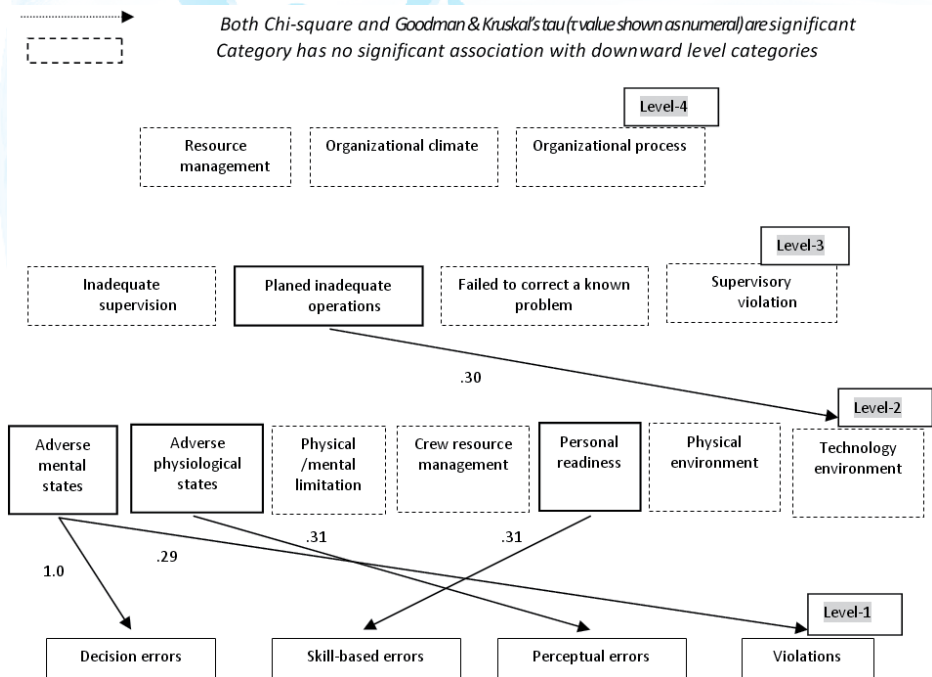 Both Chi-square and Goodman & Kruskal's tau (τ value shown as numeral) are significant
Category has no significant association with downward level categories
Level-4
Resource
management
Organizational climate
Organizational process
Level-3
Inadequate
supervision
Planed inadequate
operations
Failed to correct a known
problem
Supervisory
violation
.30
Level-2
Adverse
mental
states
Adverse
physiological
states
Physical
/mental
limitation
Crew resource
management
Personal
readiness
Physical
environment
Technology
environment
1.0
.29
.31
.31
Level-1
Decision errors
Skill-based errors
Perceptual errors
Violations